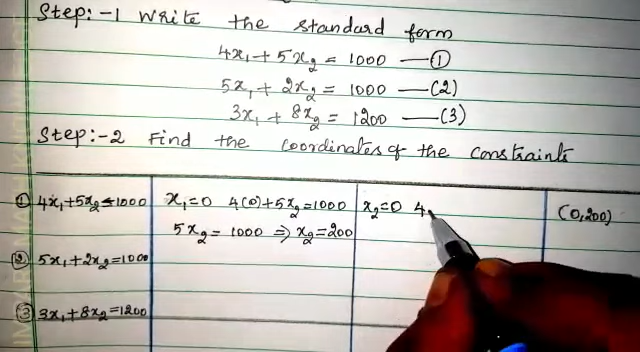 Step:-1 Write the standard form
4x₁ + 5x₂ = 1000 —①
5x₁ + 2x₂ = 1000 —(2)
3x₁ + 8x₂ = 1200 —(3)
Step:-2 Find the coordinates of the constraints
① 4x₁+5x₂=1000 x₁=0 4(0)+5x₂=1000 x₂=0 4 (0,200)
5x₂ = 1000 ⇒ x₂=200
② 5x₁+2x₂=1000
③ 3x₁+8x₂=1200